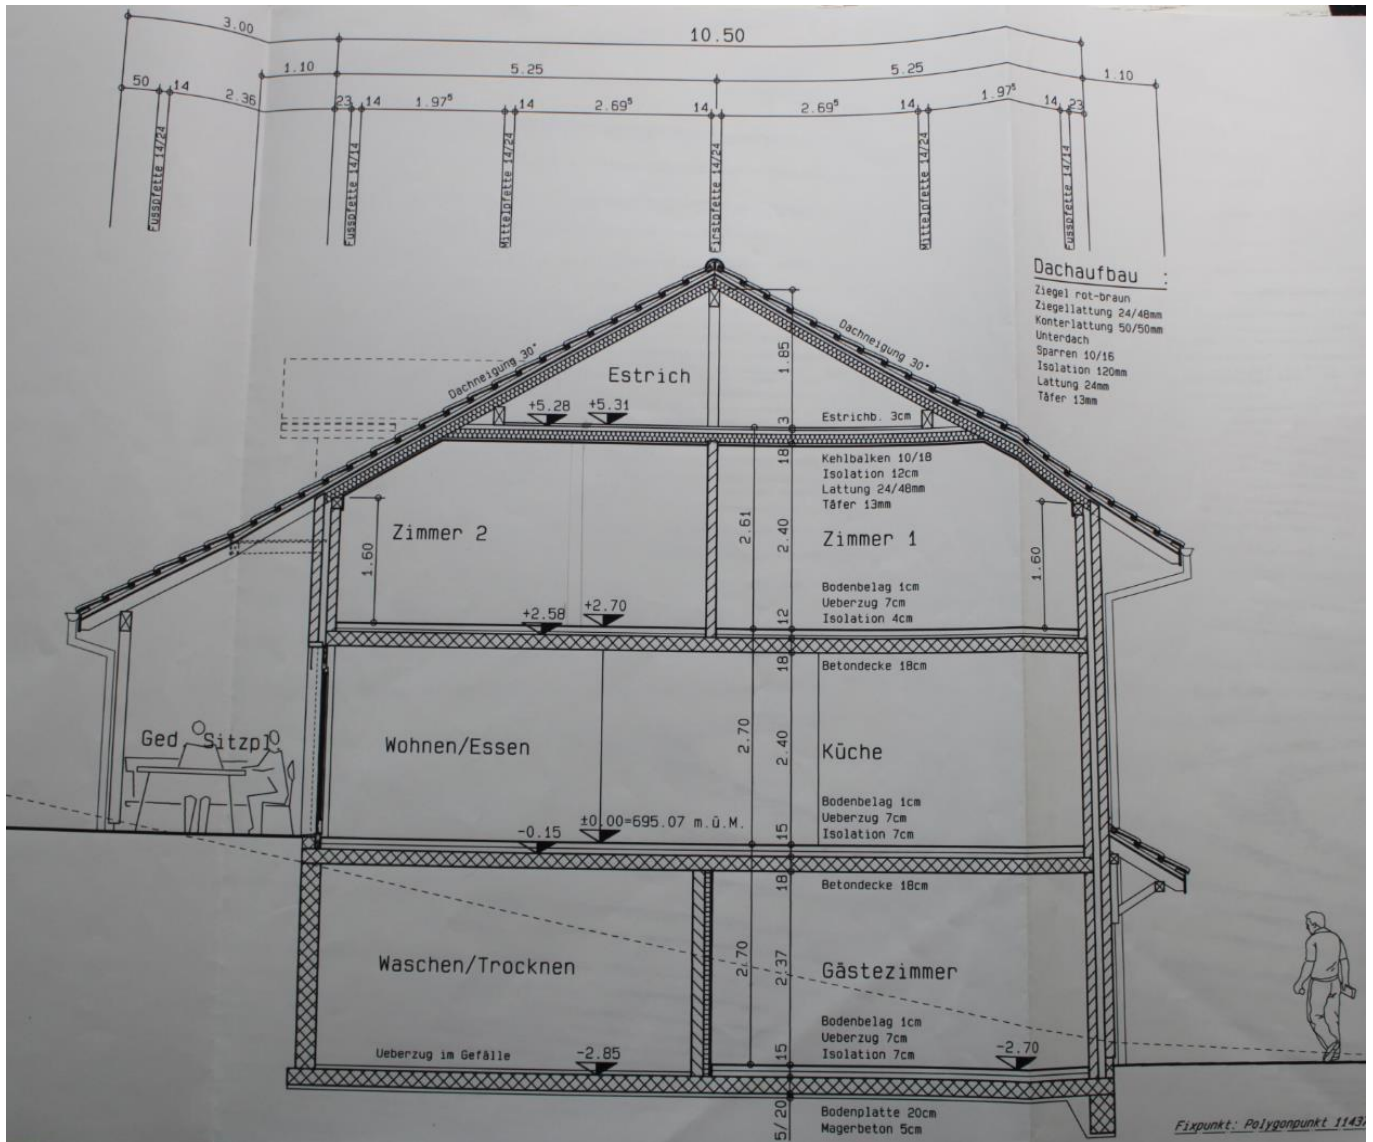 3.00
10.50
1.10
5.25
5.25
1.10
50
14
2.36
23
14
1.97⁵
14
2.69⁵
14
2.69⁵
14
1.97⁵
14
23
Fusspfette 14/24
Fusspfette 14/14
Mittelpfette 14/24
Firstpfette 14/24
Mittelpfette 14/24
Fusspfette 14/14
Dachaufbau :
Ziegel rot-braun
Ziegellattung 24/48mm
Konterlattung 50/50mm
Unterdach
Sparren 10/16
Isolation 120mm
Lattung 24mm
Täfer 13mm
Dachneigung 30°
Dachneigung 30°
Estrich
1.85
+5.28
+5.31
Estrichb. 3cm
3
18
Kehlbalken 10/18
Isolation 12cm
Lattung 24/48mm
Täfer 13mm
Zimmer 2
Zimmer 1
1.60
2.61
2.40
1.60
Bodenbelag 1cm
Ueberzug 7cm
Isolation 4cm
+2.58
+2.70
12
18
Betondecke 18cm
Ged Sitzpl
Wohnen/Essen
2.70
2.40
Küche
Bodenbelag 1cm
Ueberzug 7cm
Isolation 7cm
-0.15
±0.00=695.07 m.ü.M.
15
18
Betondecke 18cm
Waschen/Trocknen
2.70
2.37
Gästezimmer
Bodenbelag 1cm
Ueberzug 7cm
Isolation 7cm
Ueberzug im Gefälle
-2.85
15
-2.70
5/20
Bodenplatte 20cm
Magerbeton 5cm
Fixpunkt: Polygonpunkt 11437